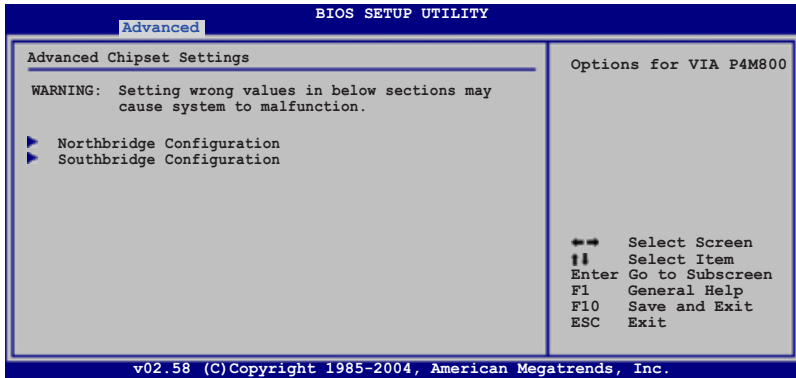 BIOS SETUP UTILITY
Advanced
Advanced Chipset Settings
WARNING: Setting wrong values in below sections may
cause system to malfunction.
Northbridge Configuration
Southbridge Configuration
Options for VIA P4M800
Select Screen
Select Item
Enter Go to Subscreen
F1 General Help
F10 Save and Exit
ESC Exit
v02.58 (C)Copyright 1985-2004, American Megatrends, Inc.